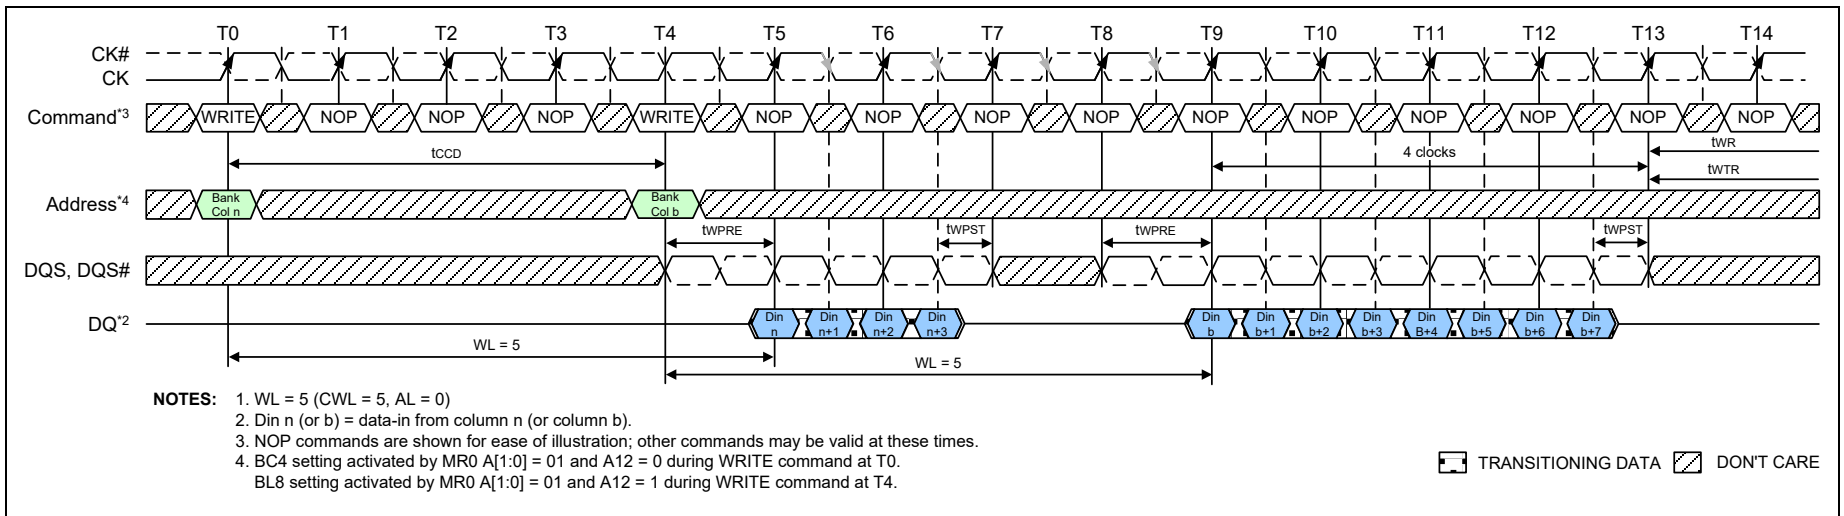 T0 T1 T2 T3 T4 T5 T6 T7 T8 T9 T10 T11 T12 T13 T14
CK#
CK
Command*3 WRITE NOP NOP NOP WRITE NOP NOP NOP NOP NOP NOP NOP NOP NOP NOP
tCCD 4 clocks tWR
tWTR
Address*4 Bank Col n Bank Col b
tWPRE tWPST tWPRE tWPST
DQS, DQS#
DQ*2 Din n Din n+1 Din n+2 Din n+3 Din b Din b+1 Din b+2 Din b+3 Din B+4 Din b+5 Din b+6 Din b+7
WL = 5
WL = 5
NOTES: 1. WL = 5 (CWL = 5, AL = 0)
2. Din n (or b) = data-in from column n (or column b).
3. NOP commands are shown for ease of illustration; other commands may be valid at these times.
4. BC4 setting activated by MR0 A[1:0] = 01 and A12 = 0 during WRITE command at T0.
BL8 setting activated by MR0 A[1:0] = 01 and A12 = 1 during WRITE command at T4.
TRANSITIONING DATA DON'T CARE